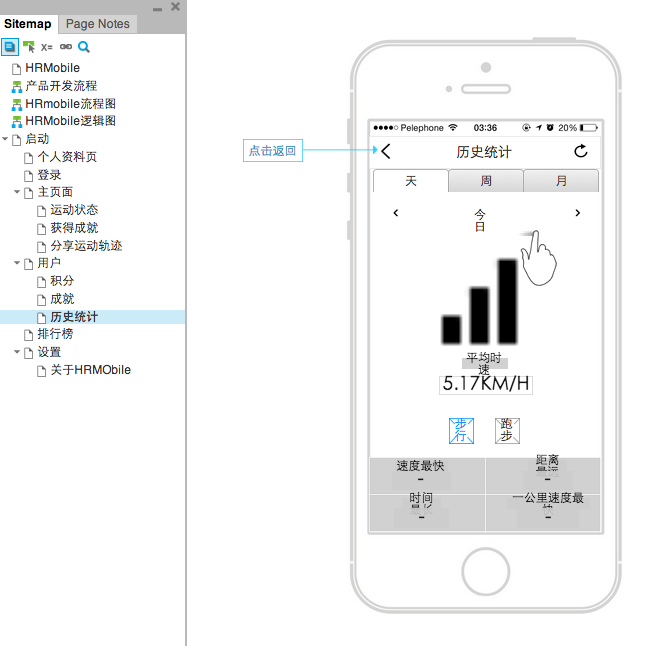 Sitemap
Page Notes
X=
HRMobile
产品开发流程
HRmobile流程图
HRMobile逻辑图
启动
个人资料页
登录
主页面
运动状态
获得成就
分享运动轨迹
用户
积分
成就
历史统计
排行榜
设置
关于HRMObile
点击返回
Pelephone
03:36
20%
历史统计
天
周
月
<
今
日
>
平均时
速
5.17KM/H
步
行
跑
步
速度最快
-
距离
最远
-
时间
最长
-
一公里速度最
快
-